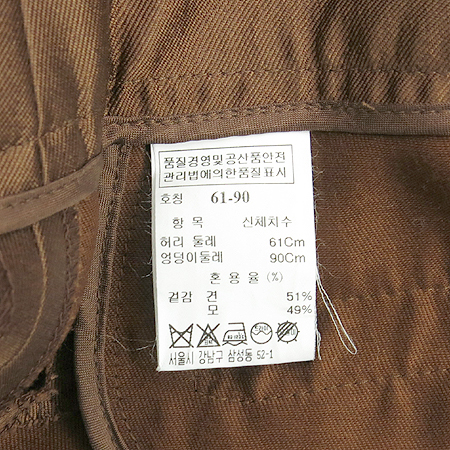 품질경영및공산품안전
관리법에의한품질표시
호칭 61-90
항 목 신체치수
허리 둘레 61Cm
엉덩이둘레 90Cm
혼 용 율 (%)
겉감 견 51%
모 49%
서울시 강남구 삼성동 52-1